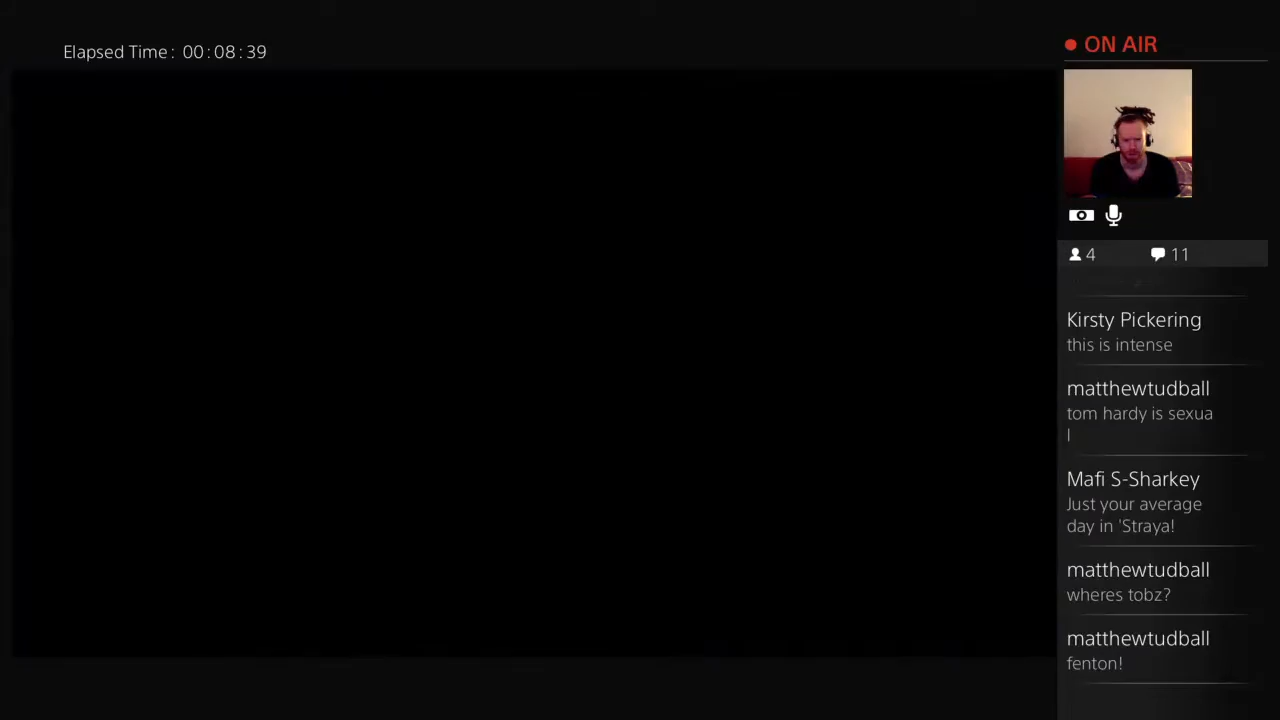 Elapsed Time: 00:08:39
ON AIR
4 11
Kirsty Pickering
this is intense
matthewtudball
tom hardy is sexua
l
Mafi S-Sharkey
Just your average
day in 'Straya!
matthewtudball
wheres tobz?
matthewtudball
fenton!